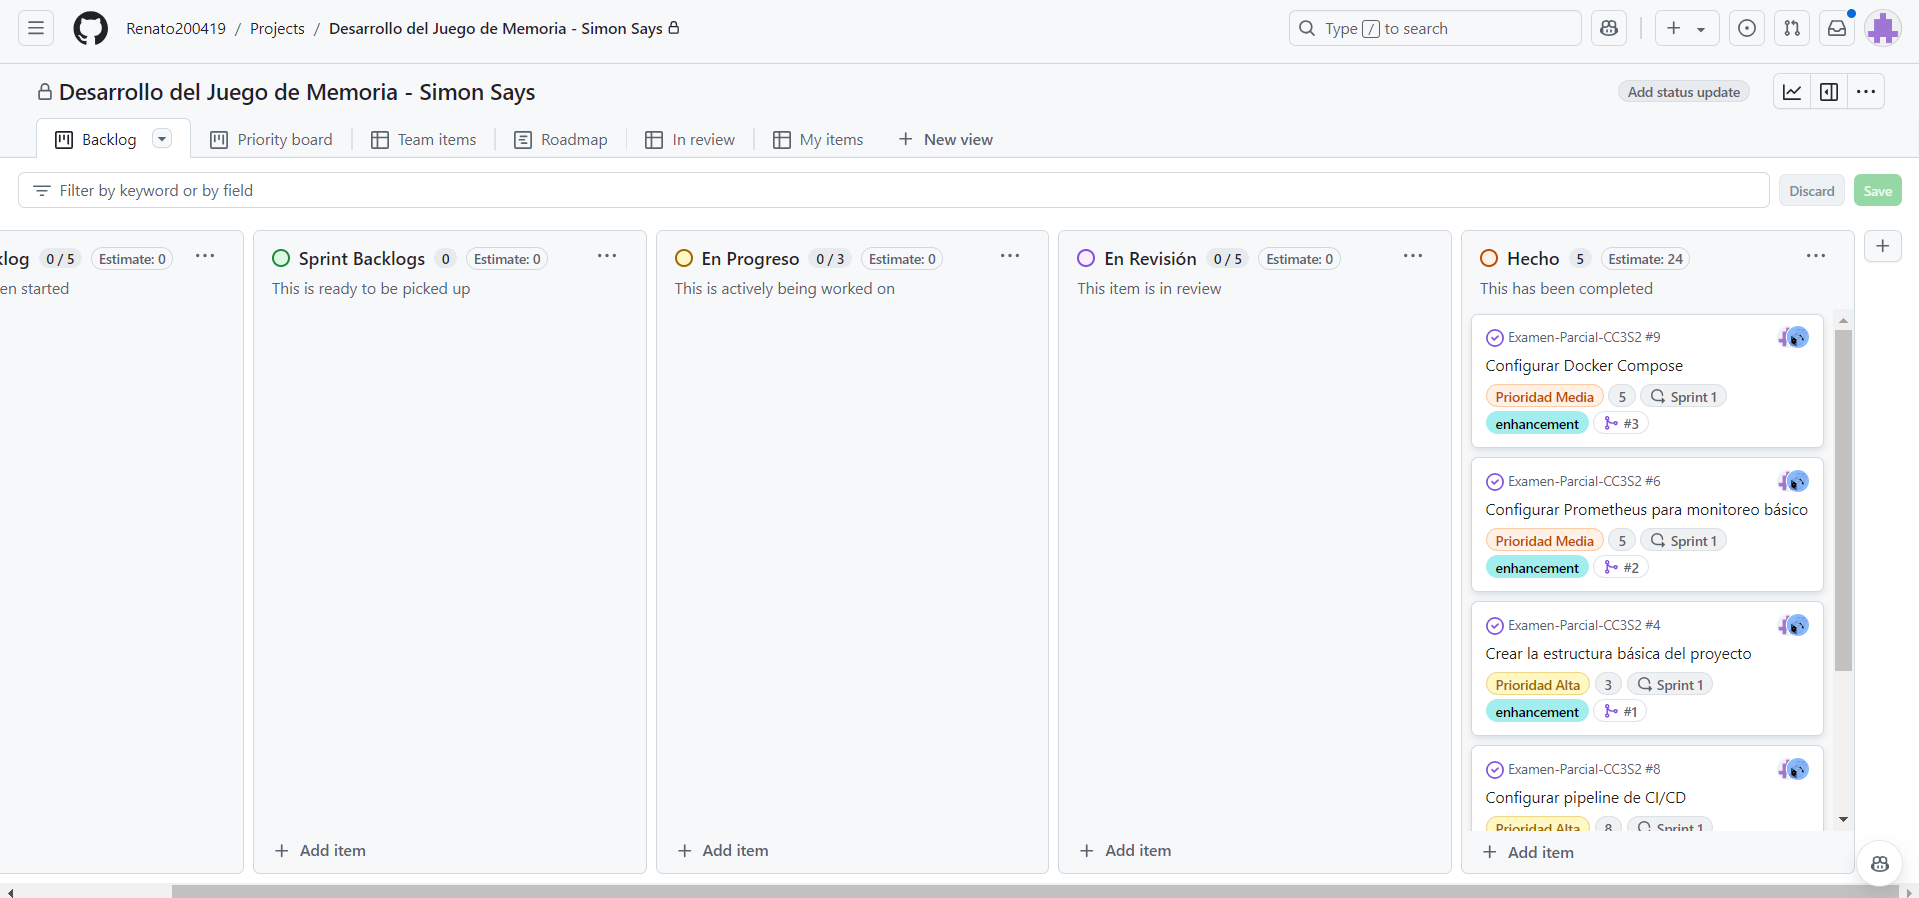 Renato200419 / Projects / Desarrollo del Juego de Memoria - Simon Says
Type / to search
Desarrollo del Juego de Memoria - Simon Says
Add status update
Backlog
Priority board
Team items
Roadmap
In review
My items
New view
Filter by keyword or by field
Discard
Save
klog 0 / 5 Estimate: 0
en started
Sprint Backlogs 0 Estimate: 0
This is ready to be picked up
Add item
En Progreso 0 / 3 Estimate: 0
This is actively being worked on
Add item
En Revisión 0 / 5 Estimate: 0
This item is in review
Add item
Hecho 5 Estimate: 24
This has been completed
Examen-Parcial-CC3S2 #9
Configurar Docker Compose
Prioridad Media 5 Sprint 1
enhancement #3
Examen-Parcial-CC3S2 #6
Configurar Prometheus para monitoreo básico
Prioridad Media 5 Sprint 1
enhancement #2
Examen-Parcial-CC3S2 #4
Crear la estructura básica del proyecto
Prioridad Alta 3 Sprint 1
enhancement #1
Examen-Parcial-CC3S2 #8
Configurar pipeline de CI/CD
Prioridad Alta 8 Sprint 1
Add item